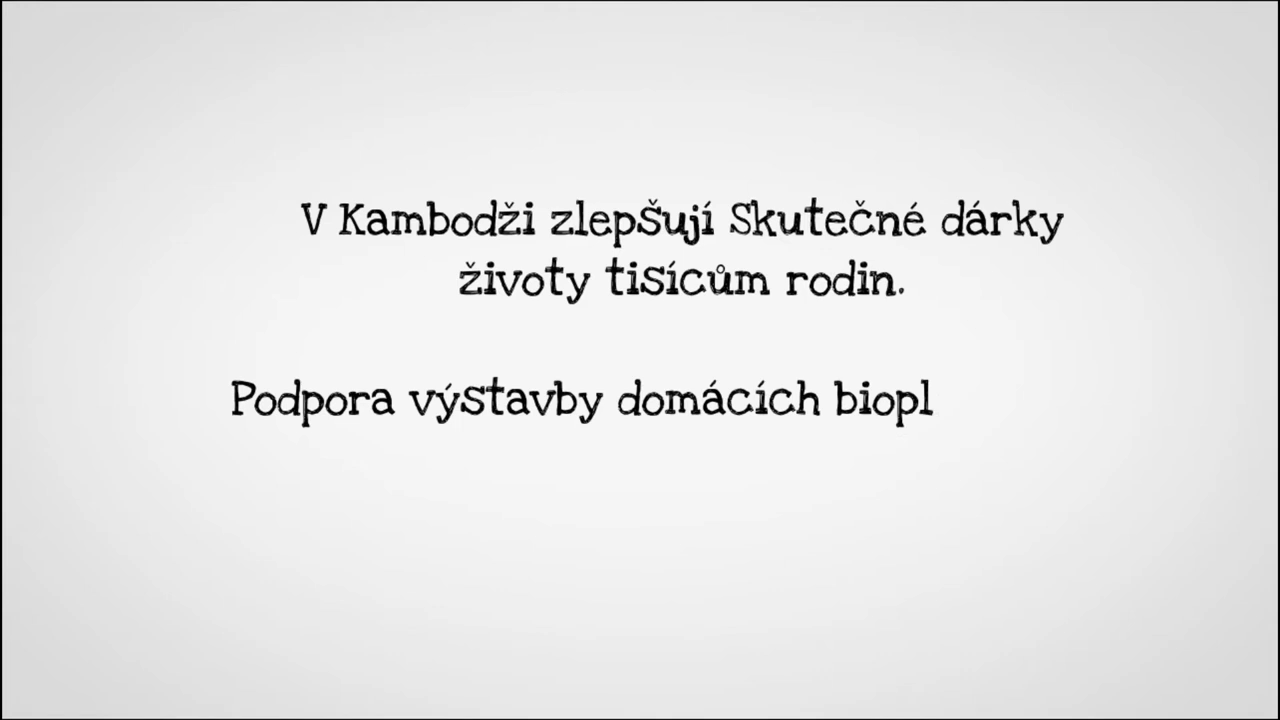 V Kambodži zlepšují Skutečné dárky
životy tisícům rodin.
Podpora výstavby domácích biopl